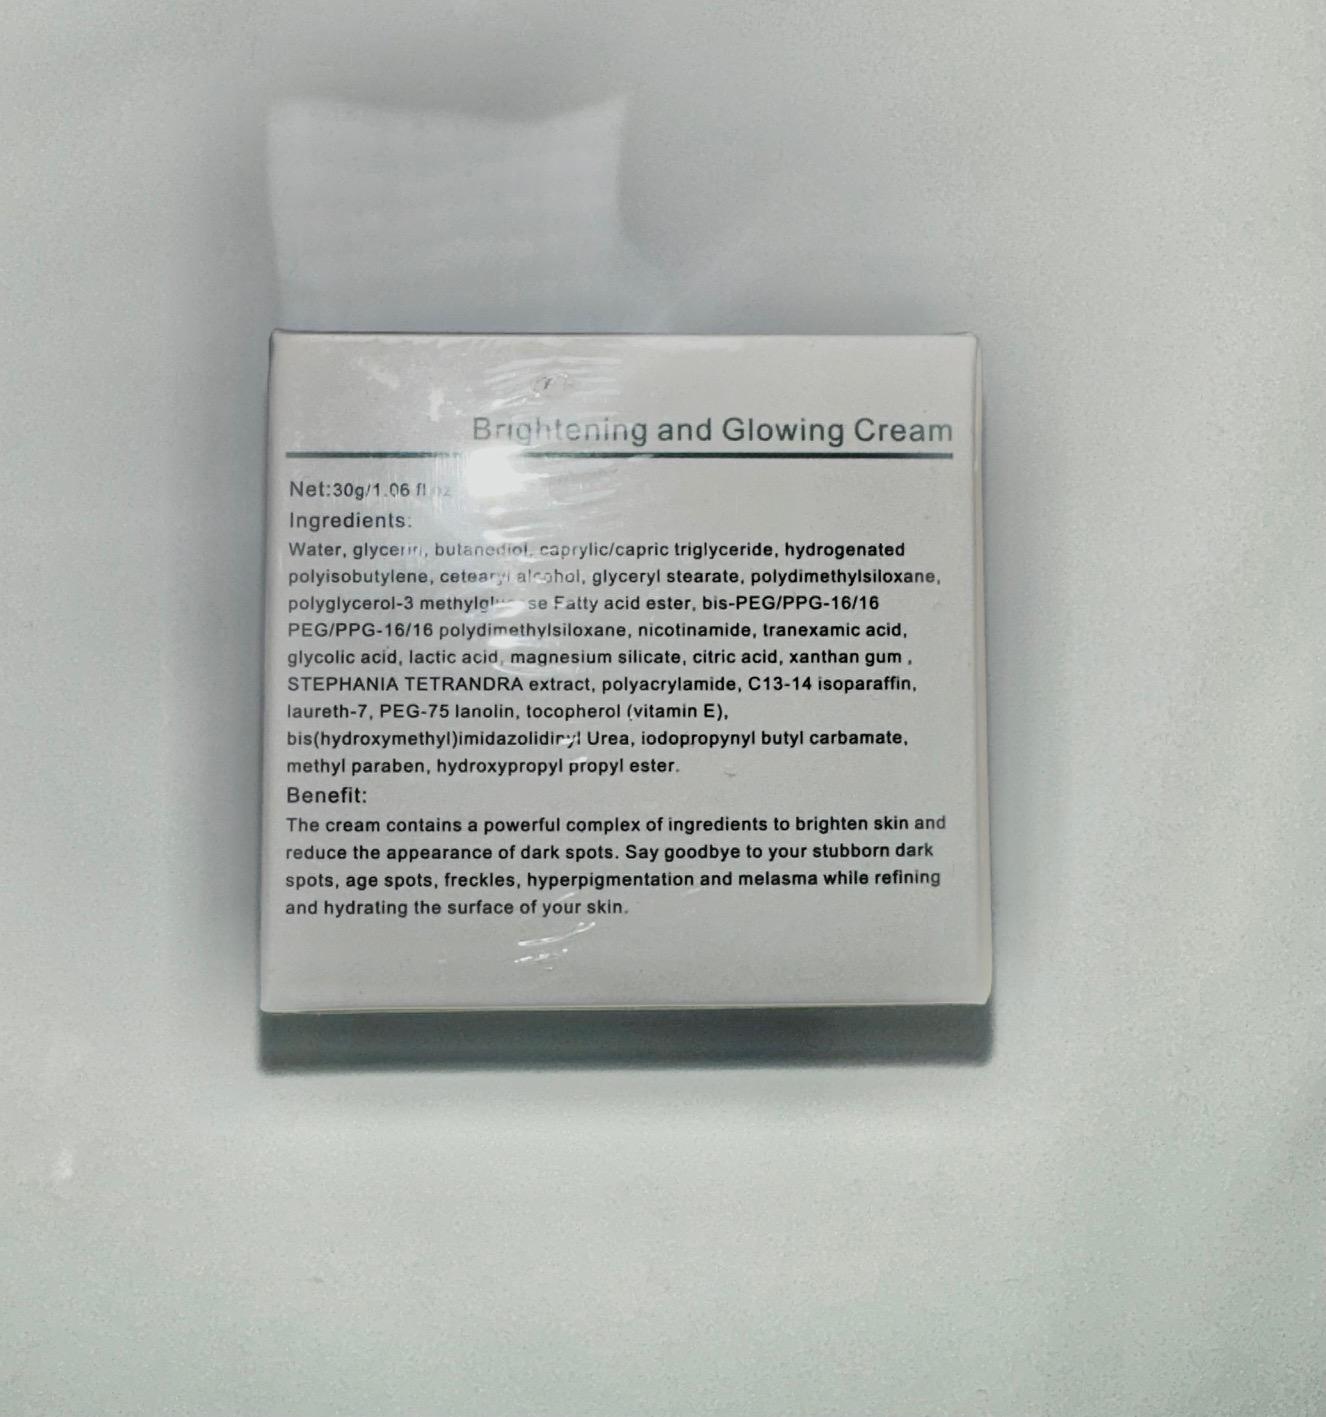 Brightening and Glowing Cream
Net:30g/1.06 fl oz
Ingredients:
Water, glycerin, butanediol, caprylic/capric triglyceride, hydrogenated
polyisobutylene, cetearyl alcohol, glyceryl stearate, polydimethylsiloxane,
polyglycerol-3 Fatty acid ester, bis-PEG/PPG-16/16
PEG/PPG-16/16 polydimethylsiloxane, nicotinamide, tranexamic acid,
glycolic acid, lactic acid, magnesium silicate, citric acid, xanthan gum ,
STEPHANIA TETRANDRA extract, polyacrylamide, C13-14 isoparaffin,
laureth-7, PEG-75 lanolin, tocopherol (vitamin E),
bis(hydroxymethyl)imidazolidinyl Urea, iodopropynyl butyl carbamate,
methyl paraben, hydroxypropyl propyl ester.
Benefit:
The cream contains a powerful complex of ingredients to brighten skin and
reduce the appearance of dark spots. Say goodbye to your stubborn dark
spots, age spots, freckles, hyperpigmentation and melasma while refining
and hydrating the surface of your skin.